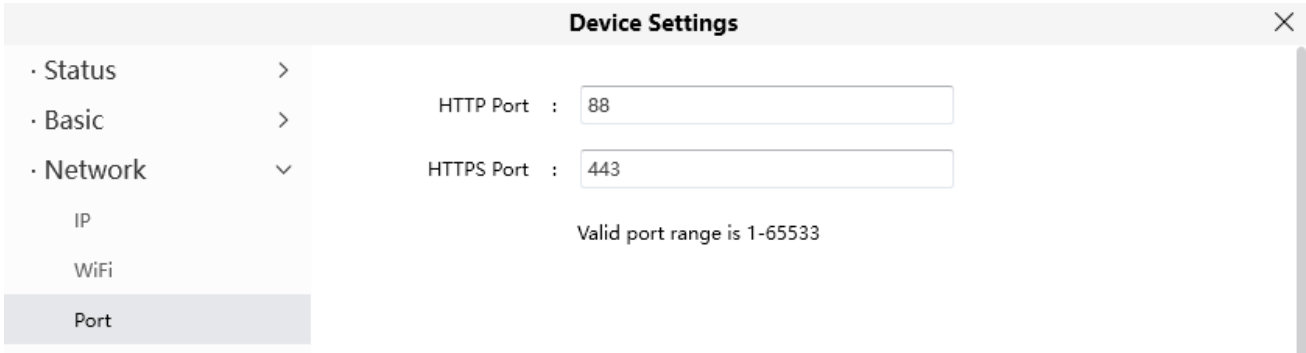 Device Settings
· Status
· Basic
· Network
IP
WiFi
Port
HTTP Port : 88
HTTPS Port : 443
Valid port range is 1-65533